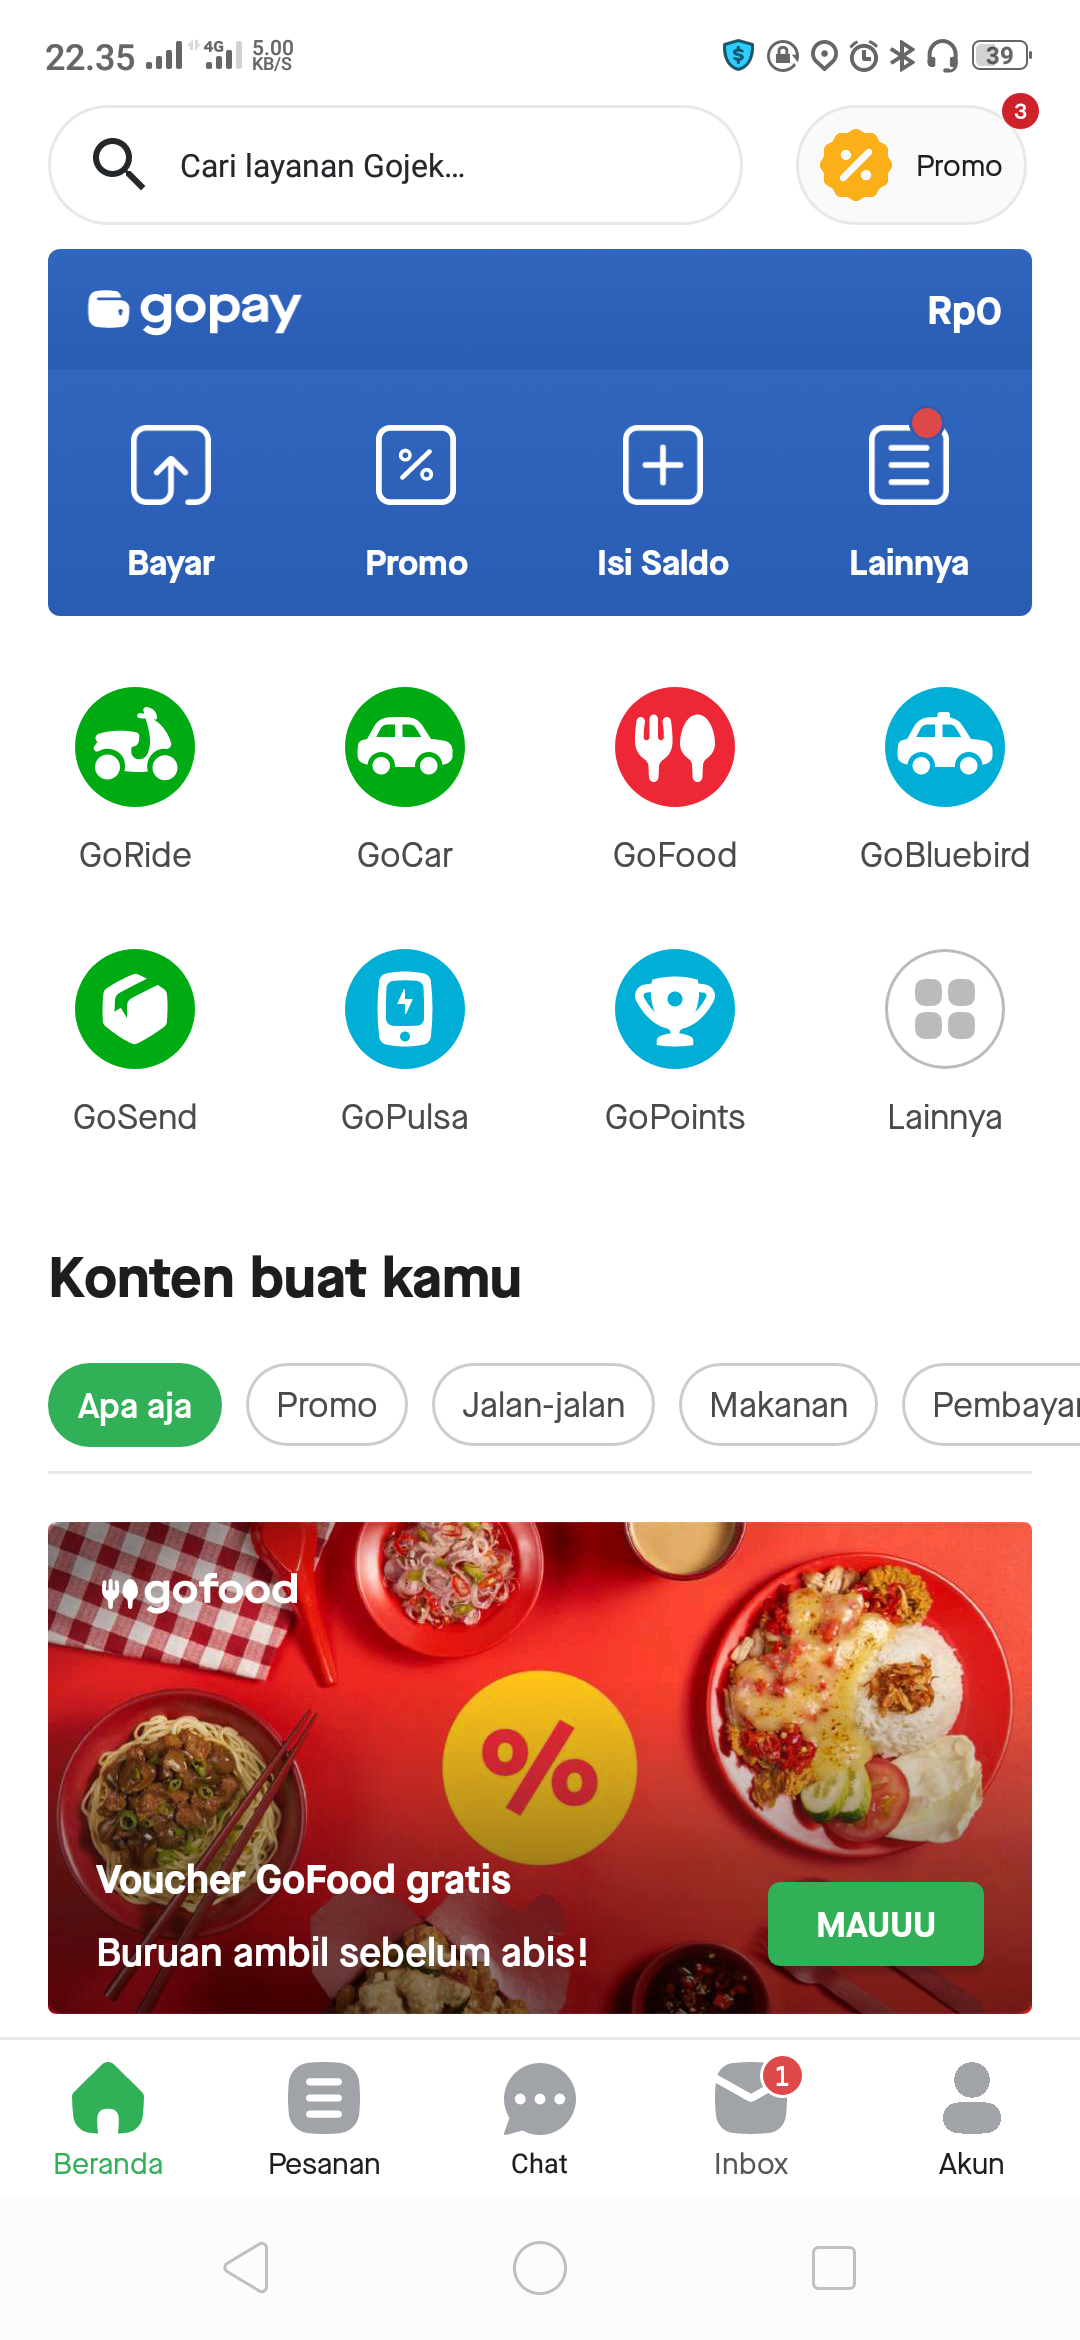 22.35 4G 5.00 KB/S 39
3
Cari layanan Gojek... Promo
gopay Rp0
Bayar Promo Isi Saldo Lainnya
GoRide GoCar GoFood GoBluebird
GoSend GoPulsa GoPoints Lainnya
Konten buat kamu
Apa aja Promo Jalan-jalan Makanan Pembayar
gofood
%
Voucher GoFood gratis
Buruan ambil sebelum abis!
MAUUU
1
Beranda Pesanan Chat Inbox Akun